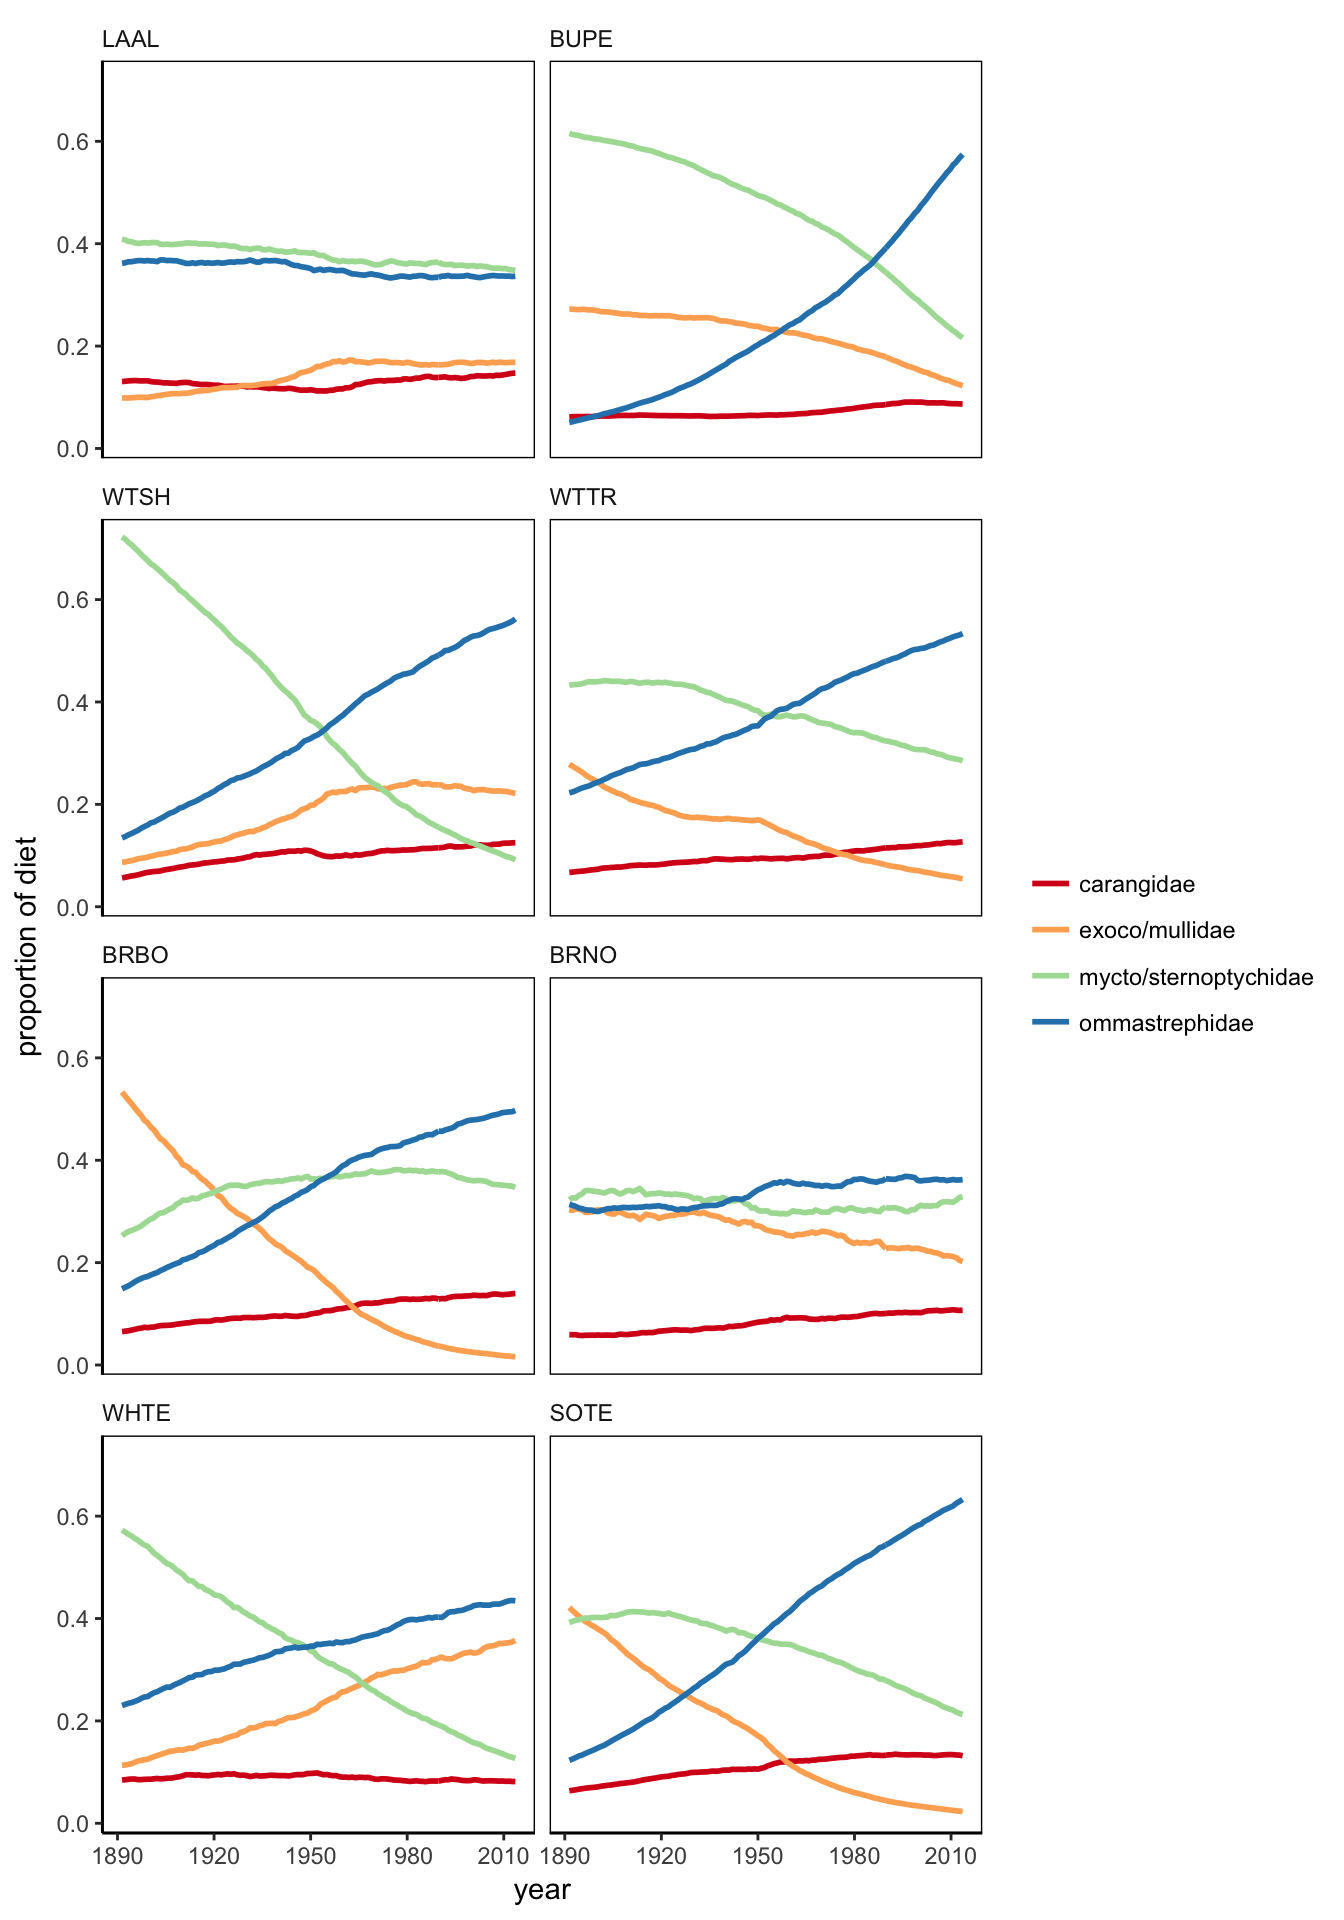 LAAL
BUPE
0.6
0.4
0.2
0.0
WTSH
WTTR
0.6
0.4
0.2
0.0
proportion of diet
carangidae
exoco/mullidae
mycto/sternoptychidae
ommastrephidae
BRBO
BRNO
0.6
0.4
0.2
0.0
WHTE
SOTE
0.6
0.4
0.2
0.0
1890 1920 1950 1980 2010 1890 1920 1950 1980 2010
year